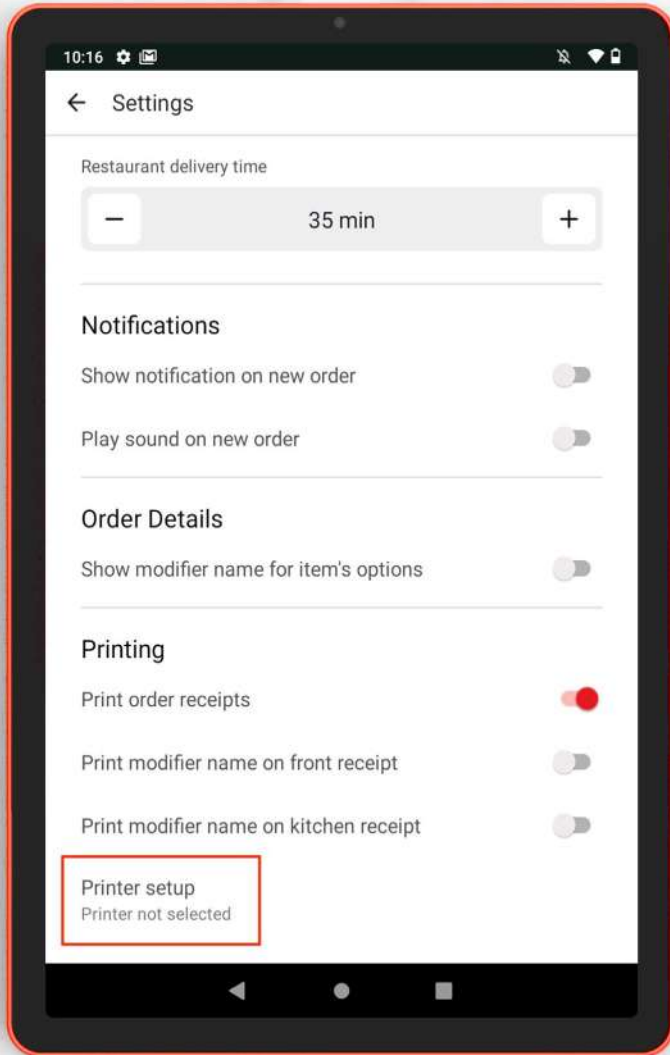 10:16
Settings
Restaurant delivery time
− 35 min +
Notifications
Show notification on new order
Play sound on new order
Order Details
Show modifier name for item's options
Printing
Print order receipts
Print modifier name on front receipt
Print modifier name on kitchen receipt
Printer setup
Printer not selected